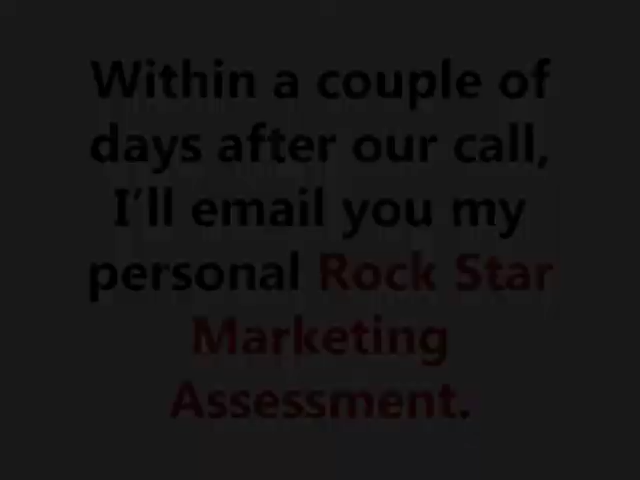 Within a couple of
days after our call,
I'll email you my
personal Rock Star
Marketing
Assessment.